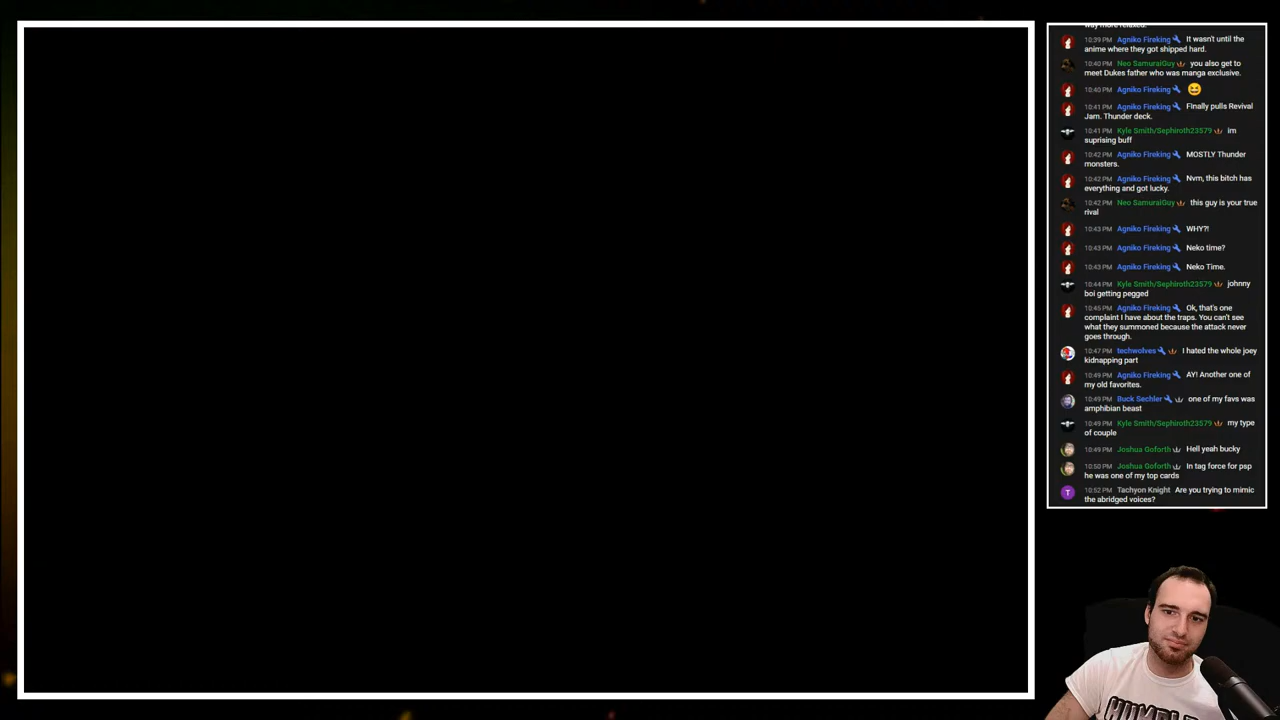 way more relaxed.
10:39 PM Agniko Fireking It wasn't until the
anime where they got shipped hard.
10:40 PM Neo SamuraiGuy you also get to
meet Dukes father who was manga exclusive.
10:40 PM Agniko Fireking 😆
10:41 PM Agniko Fireking FInally pulls Revival
Jam. Thunder deck.
10:41 PM Kyle Smith/Sephiroth23579 im
suprising buff
10:42 PM Agniko Fireking MOSTLY Thunder
monsters.
10:42 PM Agniko Fireking Nvm, this bitch has
everything and got lucky.
10:42 PM Neo SamuraiGuy this guy is your true
rival
10:43 PM Agniko Fireking WHY?!
10:43 PM Agniko Fireking Neko time?
10:43 PM Agniko Fireking Neko Time.
10:44 PM Kyle Smith/Sephiroth23579 johnny
boi getting pegged
10:45 PM Agniko Fireking Ok, that's one
complaint I have about the traps. You can't see
what they summoned because the attack never
goes through.
10:47 PM techwolves I hated the whole joey
kidnapping part
10:49 PM Agniko Fireking AY! Another one of
my old favorites.
10:49 PM Buck Sechler one of my favs was
amphibian beast
10:49 PM Kyle Smith/Sephiroth23579 my type
of couple
10:49 PM Joshua Goforth Hell yeah bucky
10:50 PM Joshua Goforth In tag force for psp
he was one of my top cards
T 10:52 PM Tachyon Knight Are you trying to mimic
the abridged voices?